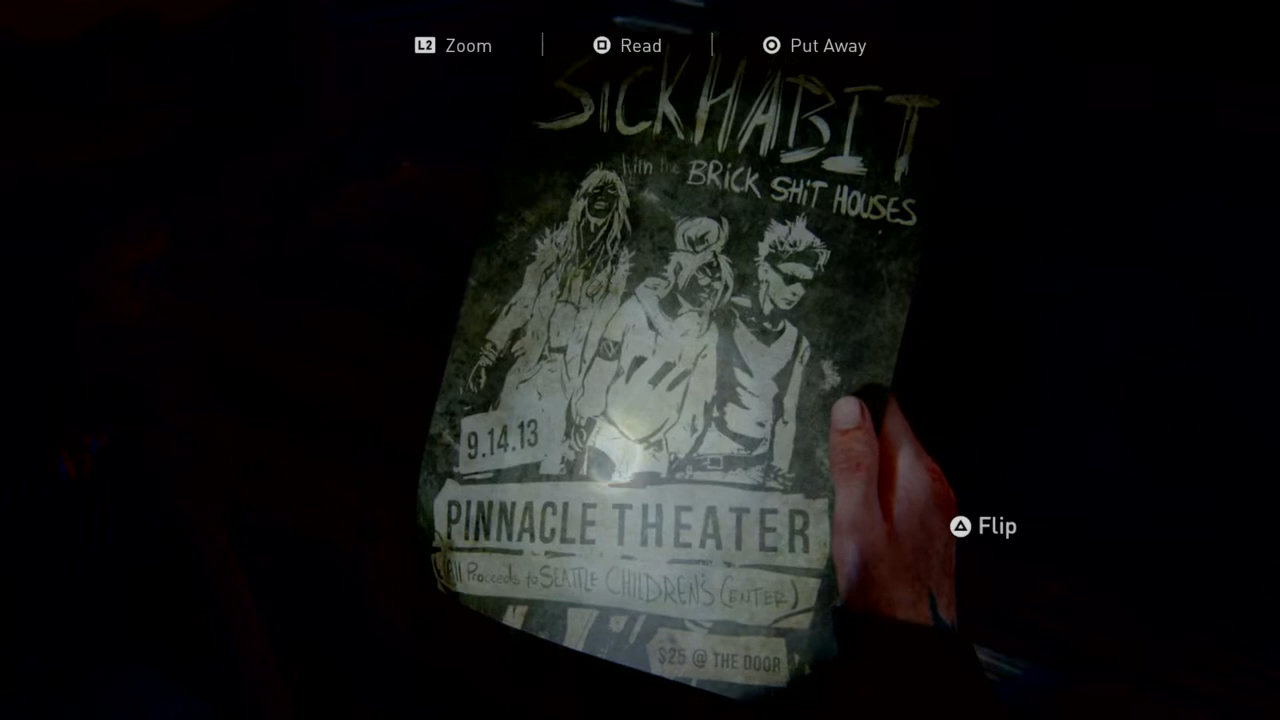 L2 Zoom
Read
Put Away
SICKHABIT
BRICK SHIT HOUSES
9.14.13
PINNACLE THEATER
(All Proceeds to SEATTLE CHILDREN'S CENTER)
$25 @ THE DOOR
Flip